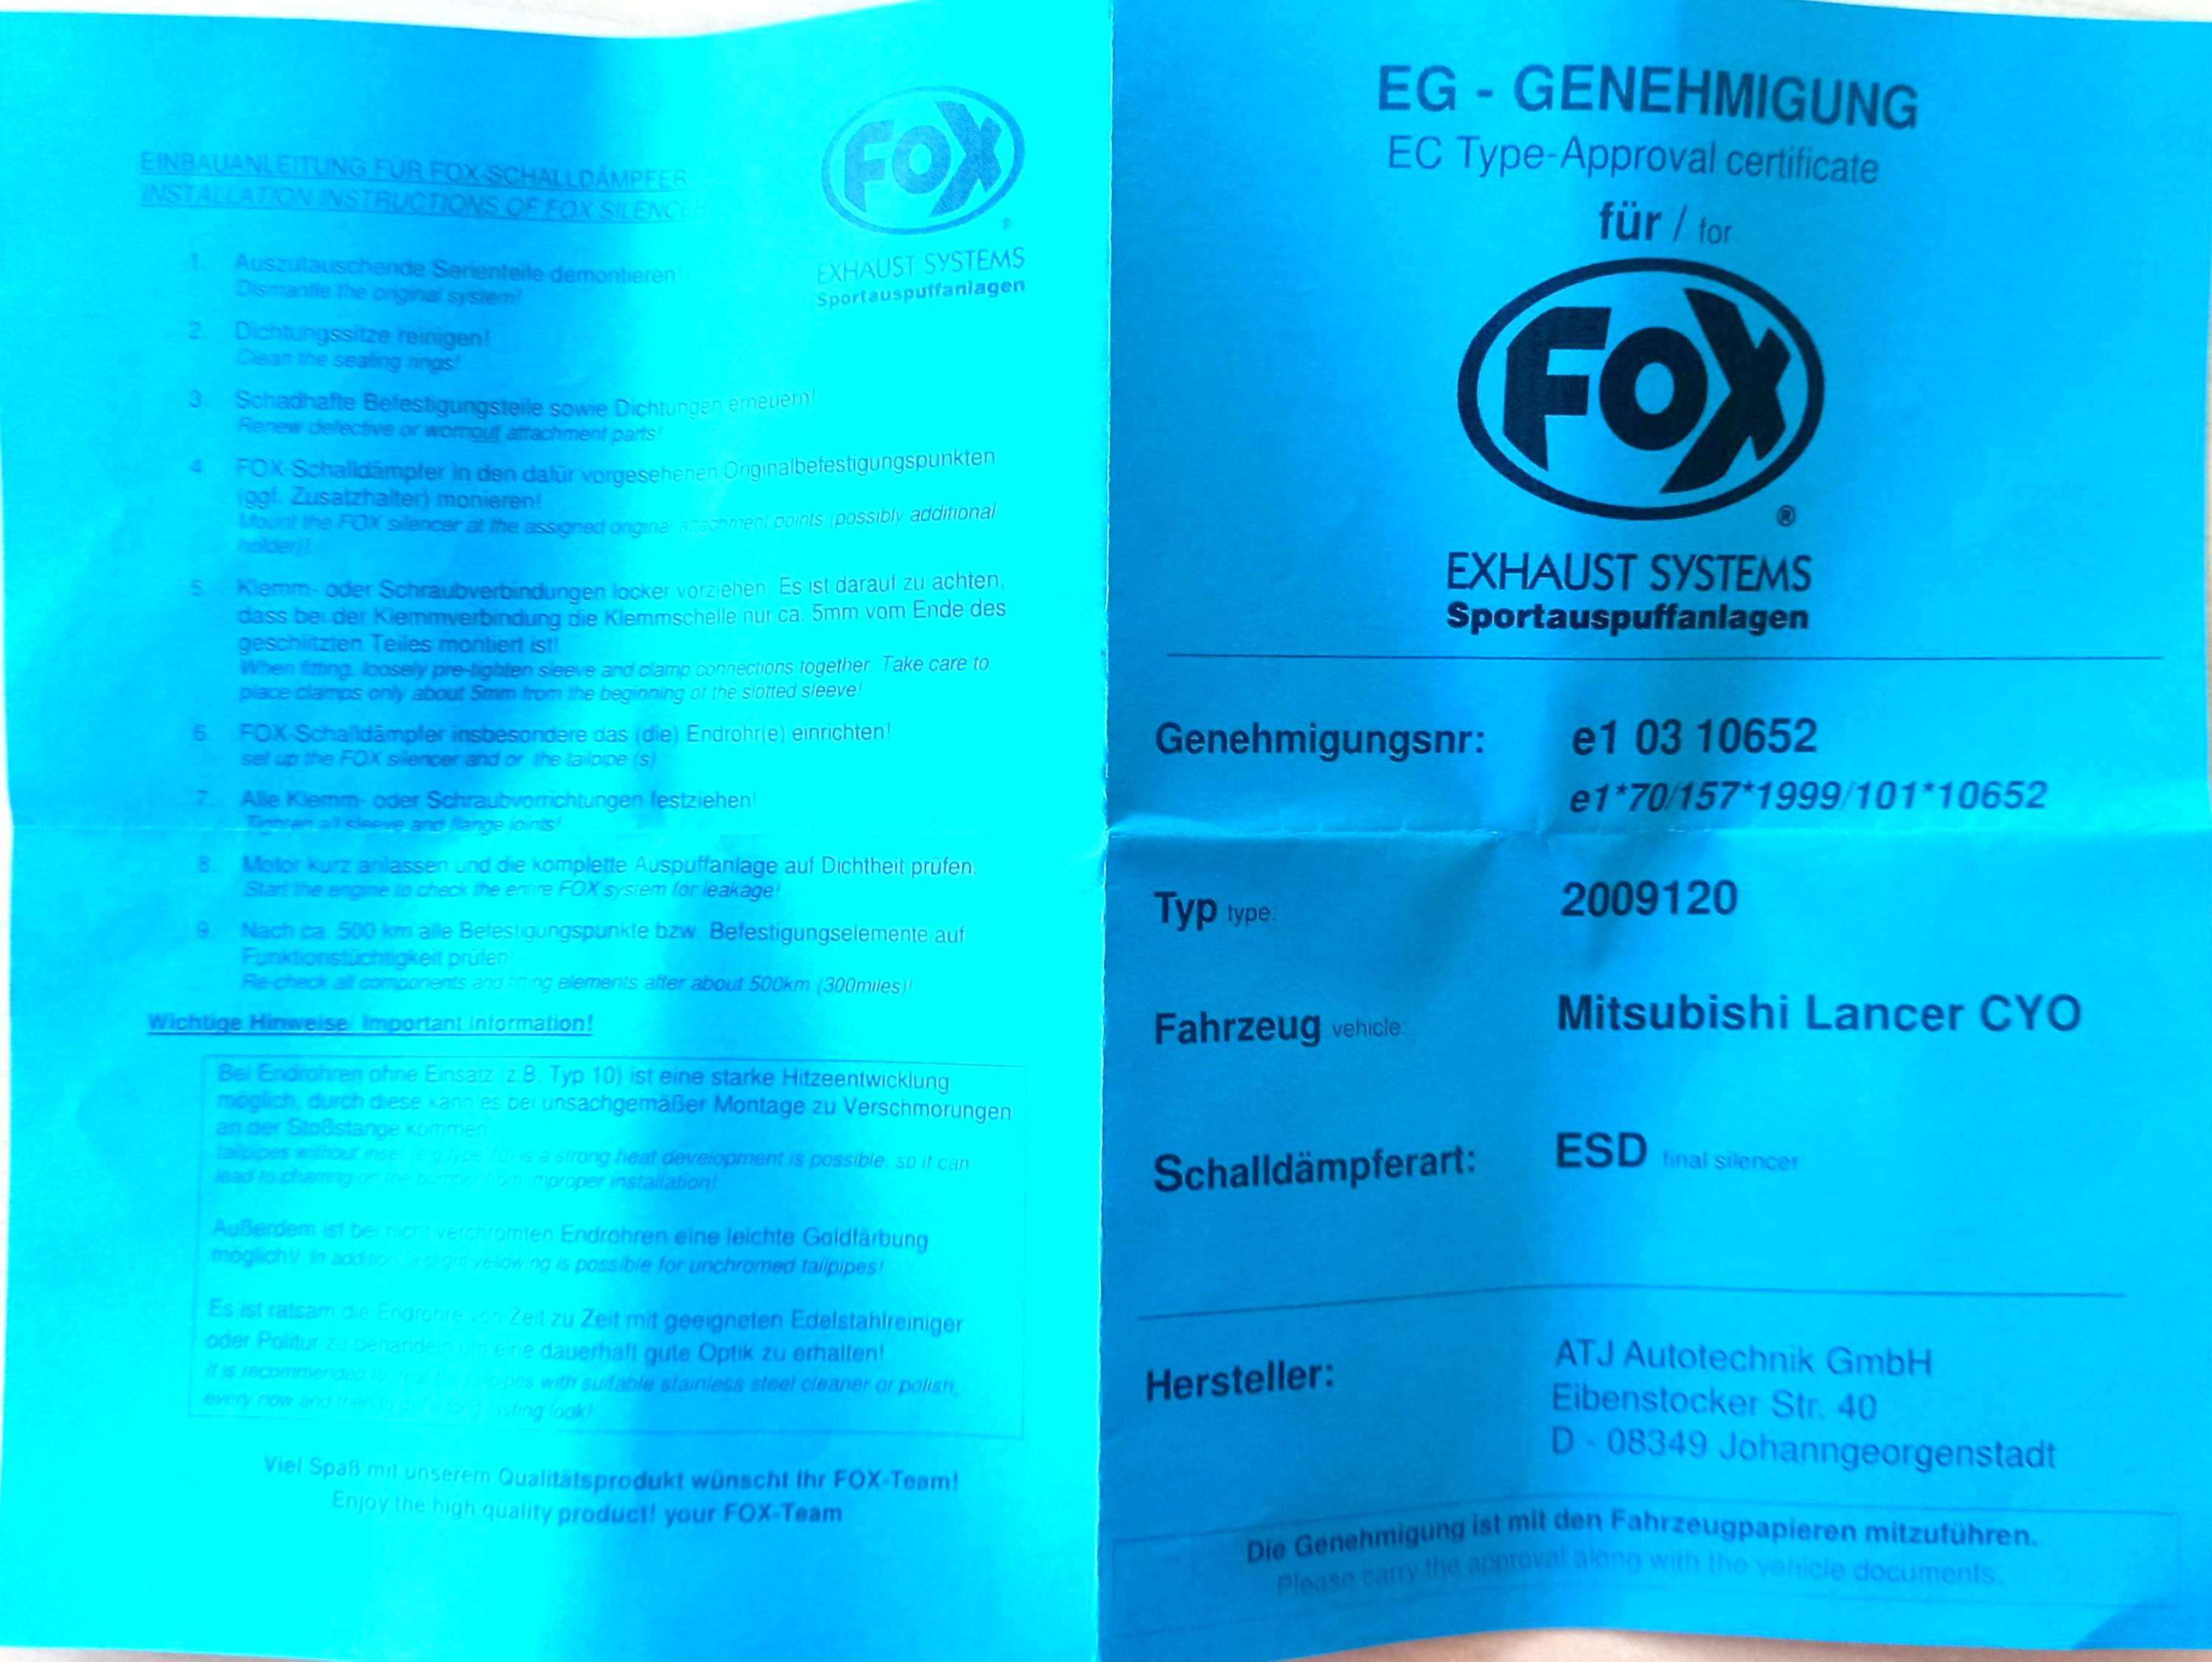 EINBAUANLEITUNG FÜR FOX-SCHALLDÄMPFER
INSTALLATION INSTRUCTIONS OF FOX SILENCER
FOX
®
EXHAUST SYSTEMS
Sportauspuffanlagen
1. Auszutauschende Serienteile demontieren!
Dismantle the original system!
2. Dichtungssitze reinigen!
Clean the sealing rings!
3. Schadhafte Befestigungsteile sowie Dichtungen erneuern!
Renew defective or wornout attachment parts!
4. FOX-Schalldämpfer in den dafür vorgesehenen Originalbefestigungspunkten
(ggf. Zusatzhalter) monieren!
Mount the FOX silencer at the assigned original attachment points (possibly additional
holder)!
5. Klemm- oder Schraubverbindungen locker vorziehen. Es ist darauf zu achten,
dass bei der Klemmverbindung die Klemmschelle nur ca. 5mm vom Ende des
geschlitzten Teiles montiert ist!
When fitting, loosely pre-tighten sleeve and clamp connections together. Take care to
place clamps only about 5mm from the beginning of the slotted sleeve!
6. FOX-Schalldämpfer insbesondere das (die) Endrohr(e) einrichten!
set up the FOX silencer and or the tailpipe (s)
7. Alle Klemm- oder Schraubvorrichtungen festziehen!
Tighten all sleeve and flange joints!
8. Motor kurz anlassen und die komplette Auspuffanlage auf Dichtheit prüfen.
Start the engine to check the entire FOX system for leakage!
9. Nach ca. 500 km alle Befestigungspunkte bzw. Befestigungselemente auf
Funktionstüchtigkeit prüfen!
Re-check all components and fitting elements after about 500km (300miles)!
Wichtige Hinweise/ Important Information!
Bei Endrohren ohne Einsatz (z.B. Typ 10) ist eine starke Hitzeentwicklung
möglich, durch diese kann es bei unsachgemäßer Montage zu Verschmorungen
an der Stoßstange kommen!
tailpipes without inset (e.g type 10) is a strong heat development is possible, so it can
lead to charring on the bumper from improper installation!
Außerdem ist bei nicht verchromten Endrohren eine leichte Goldfärbung
möglich!/ In addition, a slight yellowing is possible for unchromed tailpipes!
Es ist ratsam die Endrohre von Zeit zu Zeit mit geeigneten Edelstahlreiniger
oder Politur zu behandeln um eine dauerhaft gute Optik zu erhalten!
It is recommended to treat the tailpipes with suitable stainless steel cleaner or polish,
every now and then to get a long lasting look!
Viel Spaß mit unserem Qualitätsprodukt wünscht Ihr FOX-Team!
Enjoy the high quality product! your FOX-Team
EG - GENEHMIGUNG
EC Type-Approval certificate
für / for
FOX
®
EXHAUST SYSTEMS
Sportauspuffanlagen
Genehmigungsnr: e1 03 10652
e1*70/157*1999/101*10652
Typ type: 2009120
Fahrzeug vehicle: Mitsubishi Lancer CYO
Schalldämpferart: ESD final silencer
Hersteller: ATJ Autotechnik GmbH
Eibenstocker Str. 40
D - 08349 Johanngeorgenstadt
Die Genehmigung ist mit den Fahrzeugpapieren mitzuführen.
Please carry the approval along with the vehicle documents.